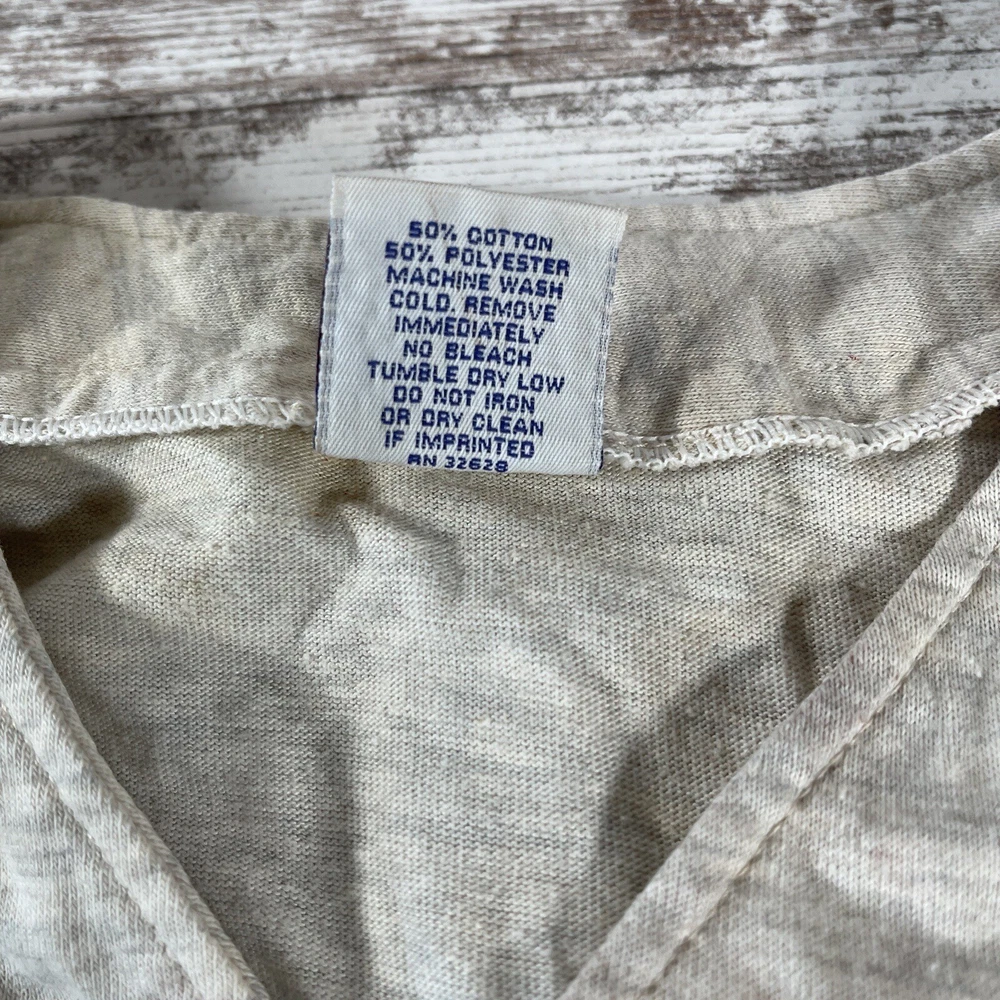 50% COTTON
50% POLYESTER
MACHINE WASH
COLD. REMOVE
IMMEDIATELY
NO BLEACH
TUMBLE DRY LOW
DO NOT IRON
OR DRY CLEAN
IF IMPRINTED
RN 32628